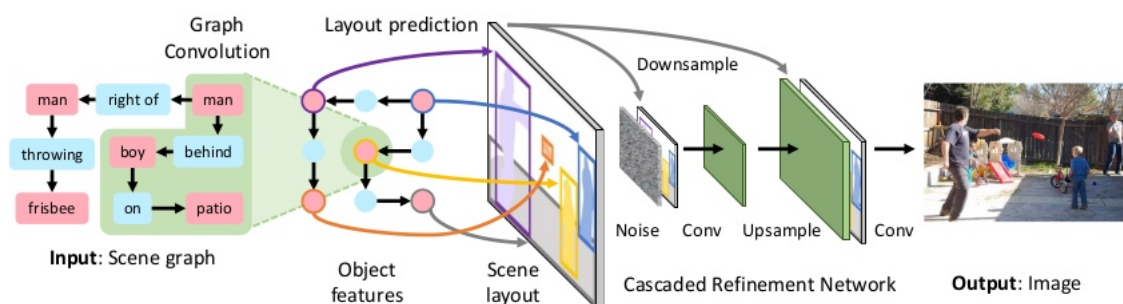 Graph
Convolution
Layout prediction
Downsample
man
right of
man
throwing
boy
behind
frisbee
on
patio
Noise
Conv
Upsample
Conv
Input: Scene graph
Object
features
Scene
layout
Cascaded Refinement Network
Output: Image